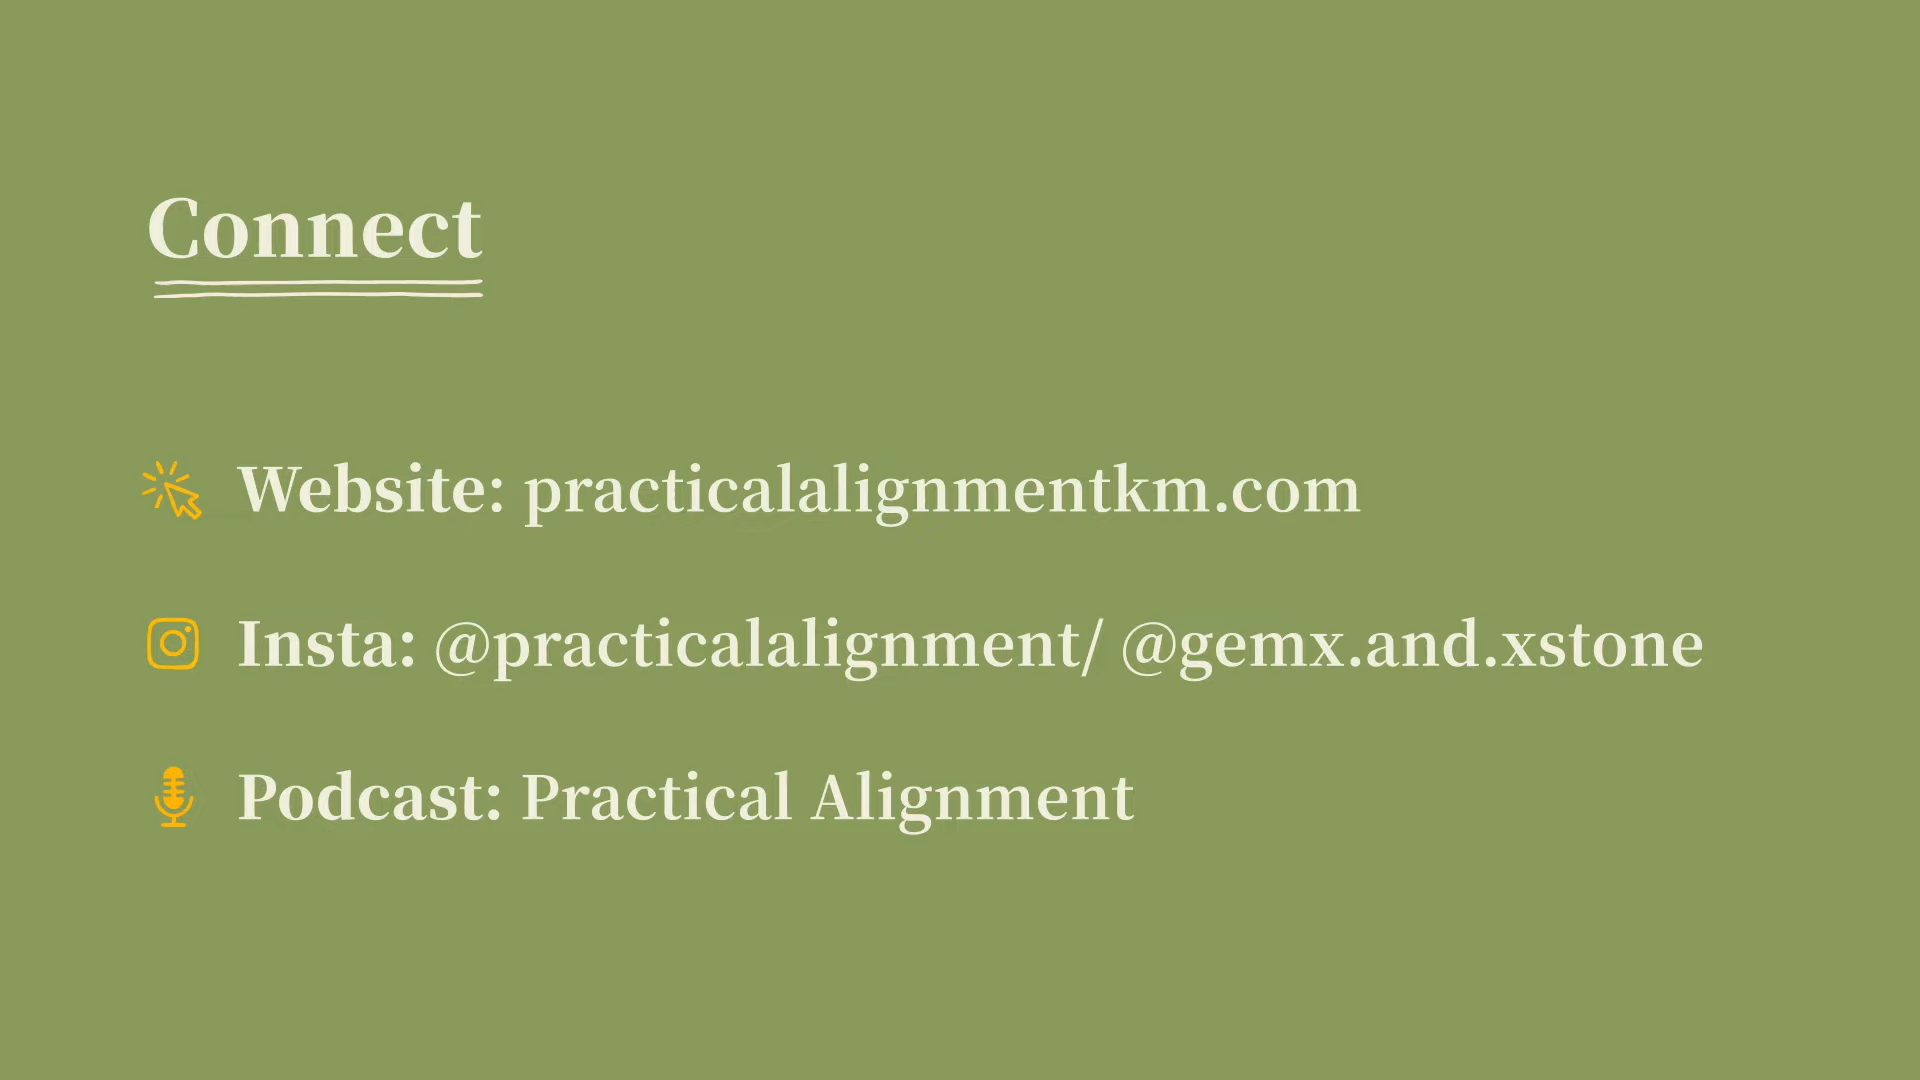 Connect
Website: practicalalignmentkm.com
Insta: @practicalalignment/ @gemx.and.xstone
Podcast: Practical Alignment